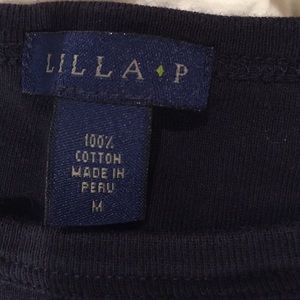 LILLA♦P
100%
COTTON
MADE IN
PERU
M